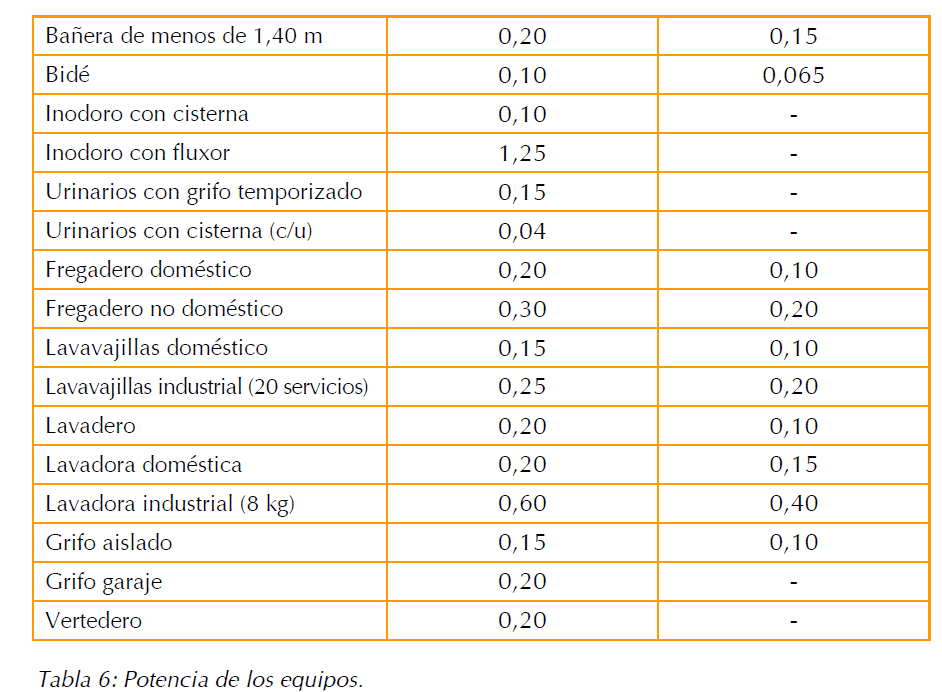 Bañera de menos de 1,40 m 0,20 0,15
Bidé 0,10 0,065
Inodoro con cisterna 0,10 -
Inodoro con fluxor 1,25 -
Urinarios con grifo temporizado 0,15 -
Urinarios con cisterna (c/u) 0,04 -
Fregadero doméstico 0,20 0,10
Fregadero no doméstico 0,30 0,20
Lavavajillas doméstico 0,15 0,10
Lavavajillas industrial (20 servicios) 0,25 0,20
Lavadero 0,20 0,10
Lavadora doméstica 0,20 0,15
Lavadora industrial (8 kg) 0,60 0,40
Grifo aislado 0,15 0,10
Grifo garaje 0,20 -
Vertedero 0,20 -
Tabla 6: Potencia de los equipos.